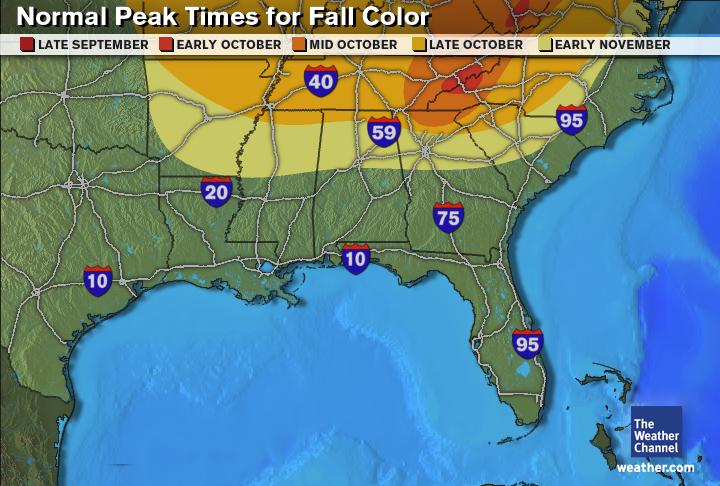 Normal Peak Times for Fall Color
LATE SEPTEMBER EARLY OCTOBER MID OCTOBER LATE OCTOBER EARLY NOVEMBER
40
59
95
20
75
10
10
95
The
Weather
Channel
weather.com